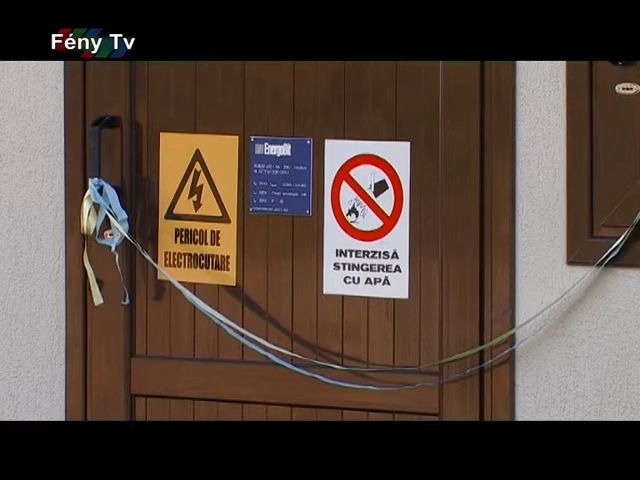 Fény Tv
PERICOL DE
ELECTROCUTARE
EnergoBit
INTERZISĂ
STINGEREA
CU APĂ